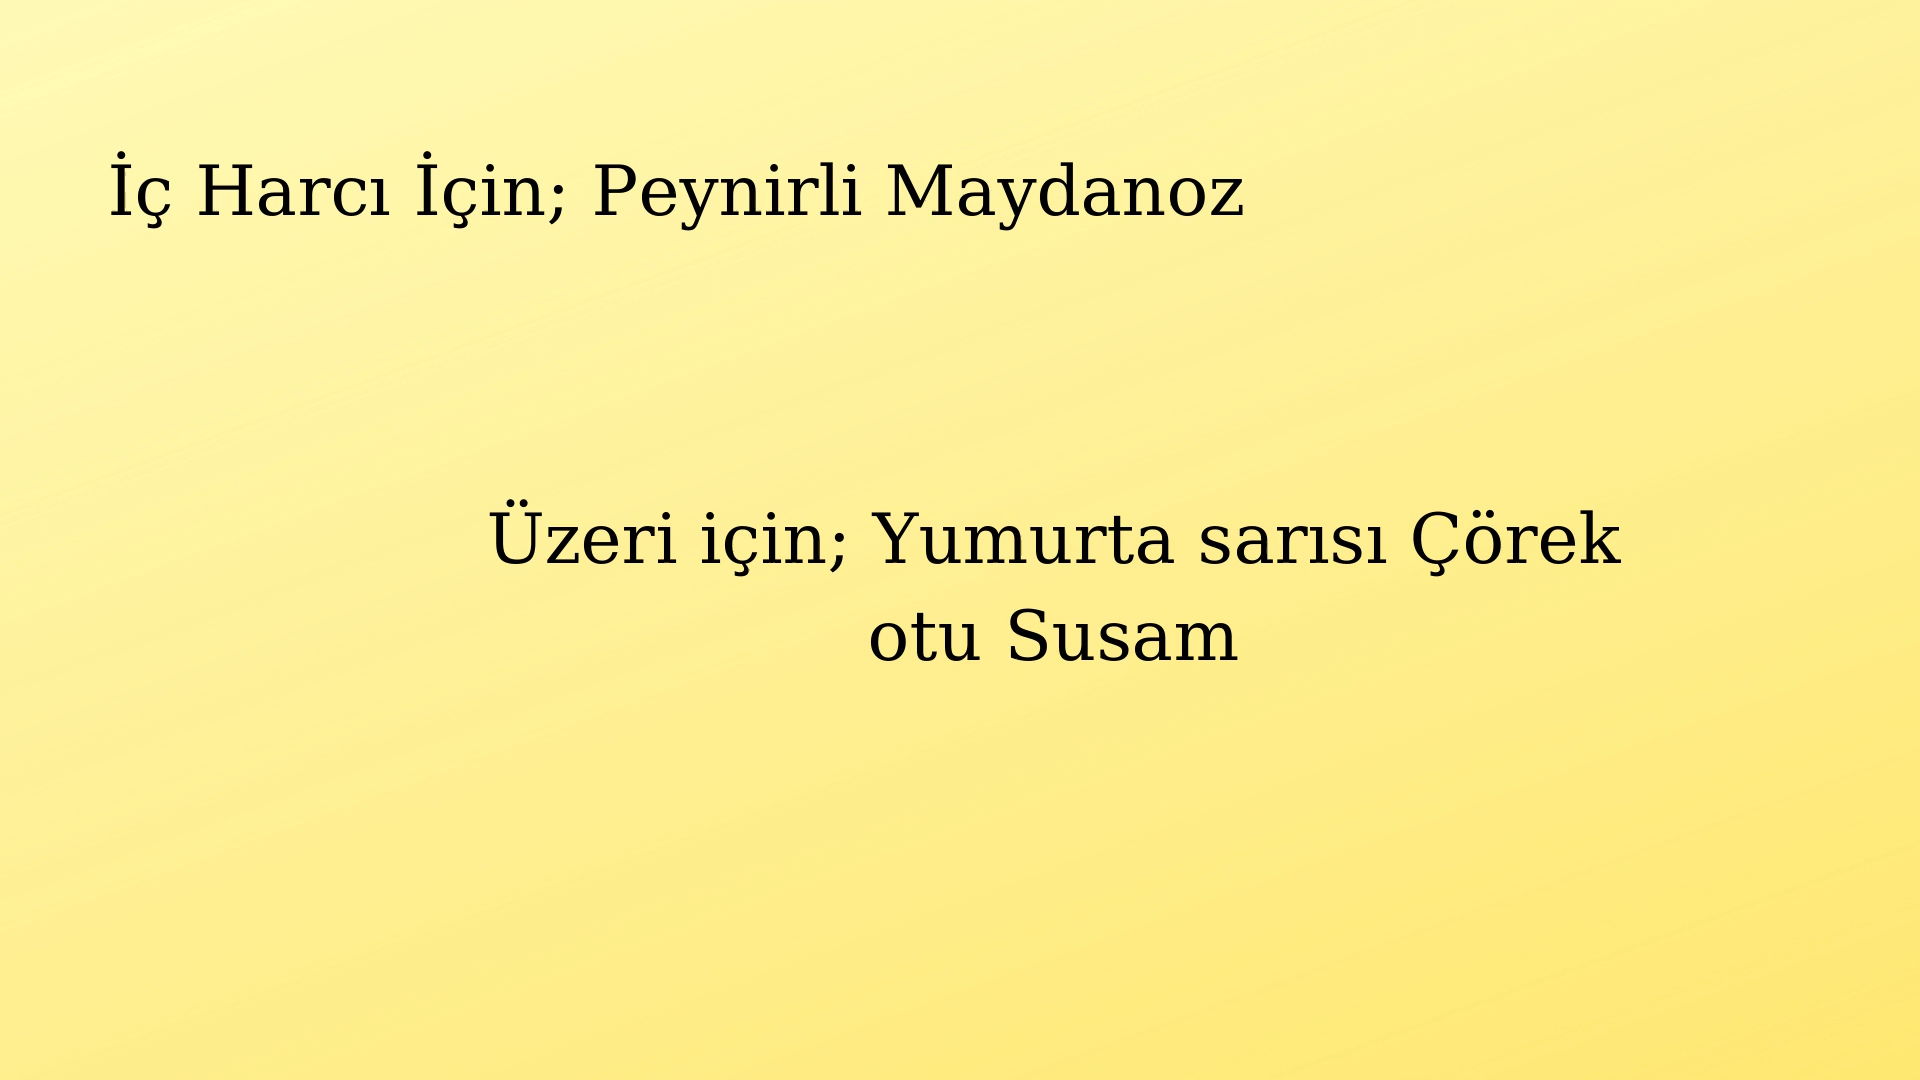 İç Harcı İçin; Peynirli Maydanoz
Üzeri için; Yumurta sarısı Çörek
otu Susam